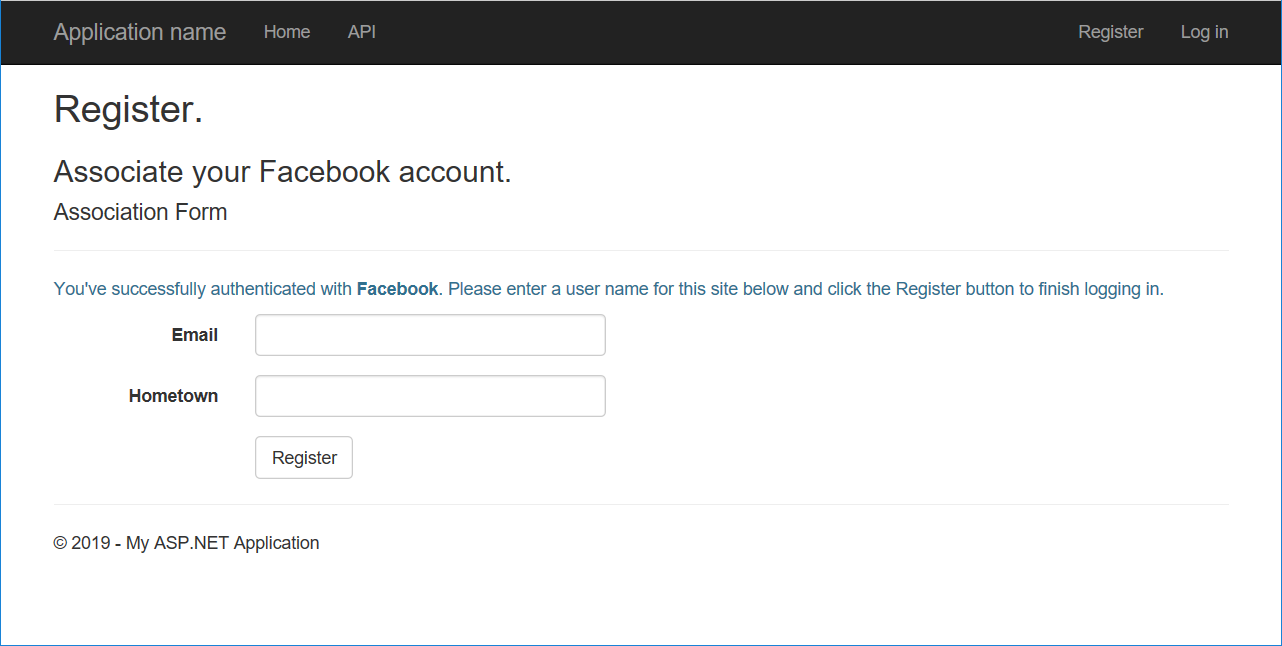 Application name Home API Register Log in
Register.
Associate your Facebook account.
Association Form
You've successfully authenticated with Facebook. Please enter a user name for this site below and click the Register button to finish logging in.
Email
Hometown
Register
© 2019 - My ASP.NET Application